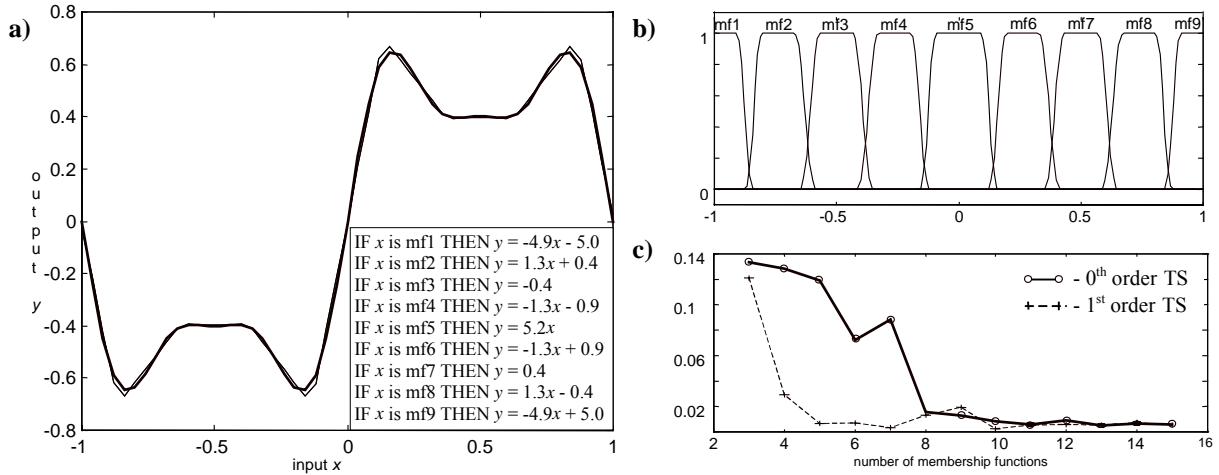 a)
0.8
0.6
0.4
0.2
0
-0.2
-0.4
-0.6
-0.8
output y
-1
-0.5
0
0.5
1
input x
IF x is mf1 THEN y = -4.9x - 5.0
IF x is mf2 THEN y = 1.3x + 0.4
IF x is mf3 THEN y = -0.4
IF x is mf4 THEN y = -1.3x - 0.9
IF x is mf5 THEN y = 5.2x
IF x is mf6 THEN y = -1.3x + 0.9
IF x is mf7 THEN y = 0.4
IF x is mf8 THEN y = 1.3x - 0.4
IF x is mf9 THEN y = -4.9x + 5.0
b)
mf1 mf2 mf3 mf4 mf5 mf6 mf7 mf8 mf9
1
0
-1 -0.5 0 0.5 1
c)
0.14
0.10
0.06
0.02
2 4 6 8 10 12 14 16
number of membership functions
- 0th order TS
- 1st order TS